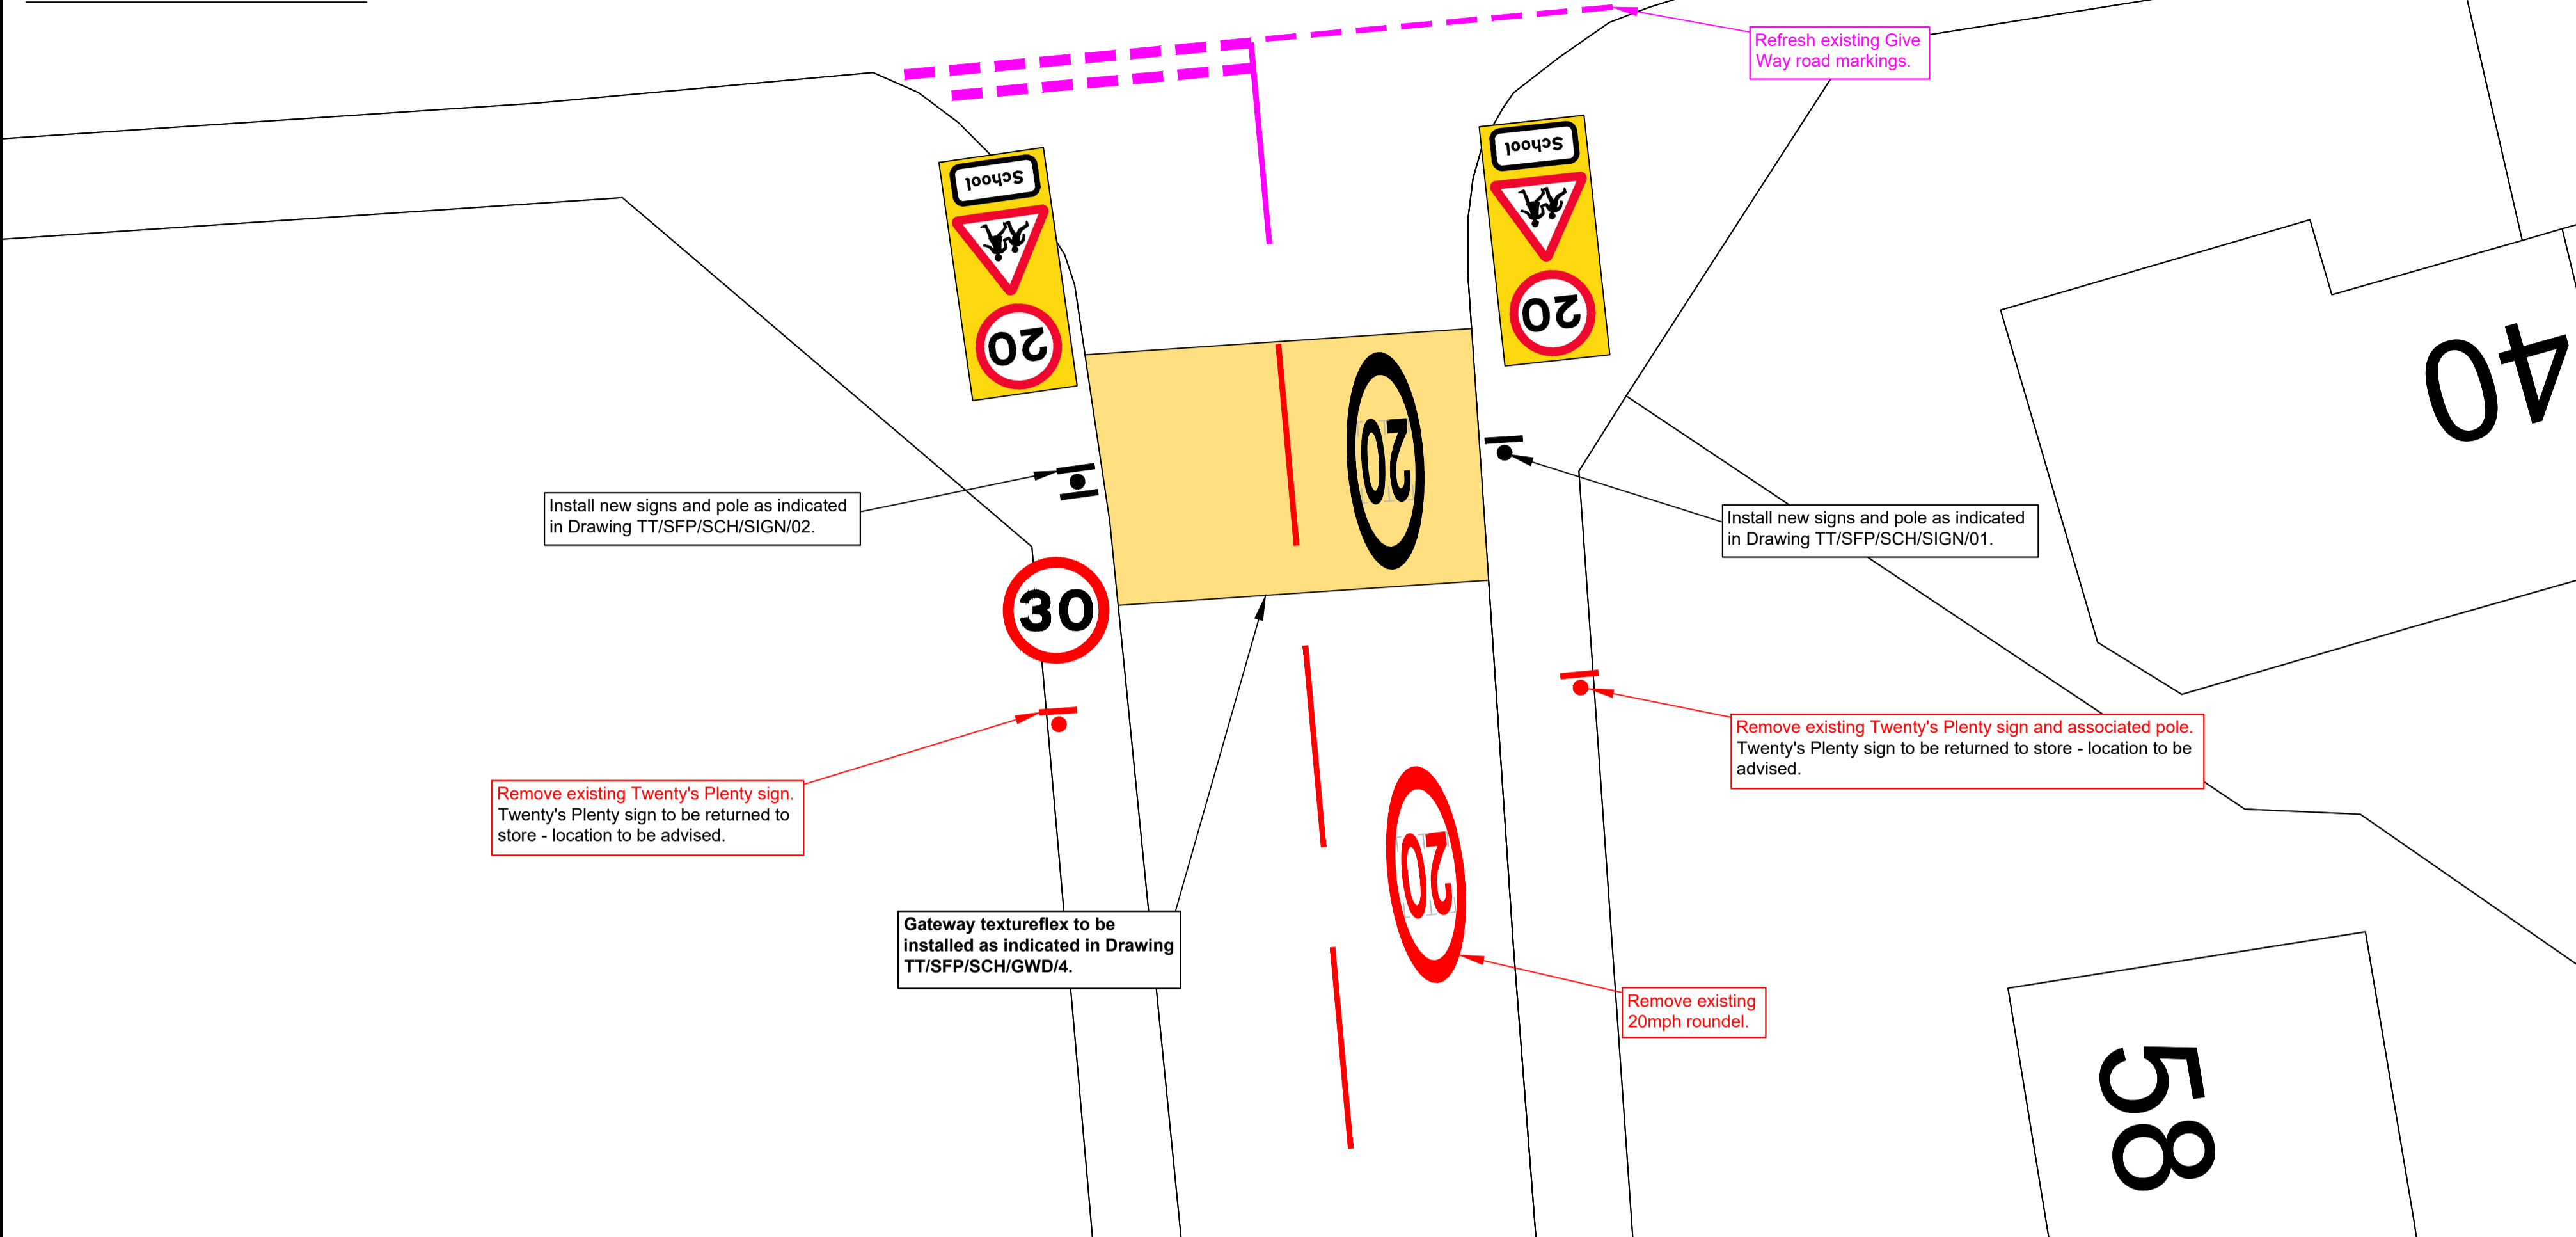 Refresh existing Give
Way road markings.
School
20
School
20
40
20
Install new signs and pole as indicated
in Drawing TT/SFP/SCH/SIGN/02.
Install new signs and pole as indicated
in Drawing TT/SFP/SCH/SIGN/01.
30
Remove existing Twenty's Plenty sign and associated pole.
Twenty's Plenty sign to be returned to store - location to be
advised.
Remove existing Twenty's Plenty sign.
Twenty's Plenty sign to be returned to
store - location to be advised.
20
Gateway textureflex to be
installed as indicated in Drawing
TT/SFP/SCH/GWD/4.
Remove existing
20mph roundel.
58